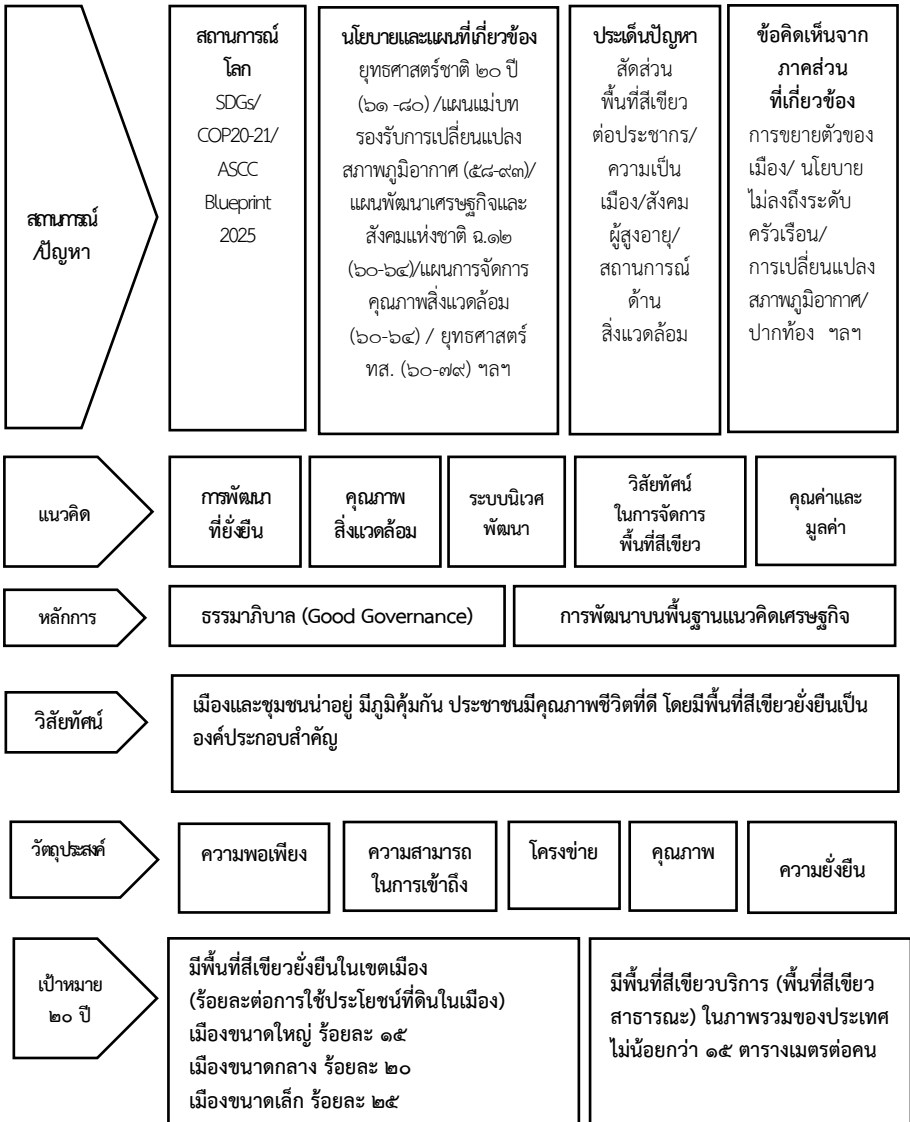 สถานการณ์
/ปัญหา
สถานการณ์
โลก
SDGs/
COP20-21/
ASCC
Blueprint
2025
นโยบายและแผนที่เกี่ยวข้อง
ยุทธศาสตร์ชาติ ๒๐ ปี
(๖๑ -๘๐) /แผนแม่บท
รองรับการเปลี่ยนแปลง
สภาพภูมิอากาศ (๕๘-๙๓)/
แผนพัฒนาเศรษฐกิจและ
สังคมแห่งชาติ ฉ.๑๒
(๖๐-๖๔)/แผนการจัดการ
คุณภาพสิ่งแวดล้อม
(๖๐-๖๔) / ยุทธศาสตร์
ทส. (๖๐-๗๙) ฯลฯ
ประเด็นปัญหา
สัดส่วน
พื้นที่สีเขียว
ต่อประชากร/
ความเป็น
เมือง/สังคม
ผู้สูงอายุ/
สถานการณ์
ด้าน
สิ่งแวดล้อม
ข้อคิดเห็นจาก
ภาคส่วน
ที่เกี่ยวข้อง
การขยายตัวของ
เมือง/ นโยบาย
ไม่ลงถึงระดับ
ครัวเรือน/
การเปลี่ยนแปลง
สภาพภูมิอากาศ/
ปากท้อง ฯลฯ
แนวคิด
การพัฒนา
ที่ยั่งยืน
คุณภาพ
สิ่งแวดล้อม
ระบบนิเวศ
พัฒนา
วิสัยทัศน์
ในการจัดการ
พื้นที่สีเขียว
คุณค่าและ
มูลค่า
หลักการ
ธรรมาภิบาล (Good Governance)
การพัฒนาบนพื้นฐานแนวคิดเศรษฐกิจ
วิสัยทัศน์
เมืองและชุมชนน่าอยู่ มีภูมิคุ้มกัน ประชาชนมีคุณภาพชีวิตที่ดี โดยมีพื้นที่สีเขียวยั่งยืนเป็น
องค์ประกอบสำคัญ
วัตถุประสงค์
ความพอเพียง
ความสามารถ
ในการเข้าถึง
โครงข่าย
คุณภาพ
ความยั่งยืน
เป้าหมาย
๒๐ ปี
มีพื้นที่สีเขียวยั่งยืนในเขตเมือง
(ร้อยละต่อการใช้ประโยชน์ที่ดินในเมือง)
เมืองขนาดใหญ่ ร้อยละ ๑๕
เมืองขนาดกลาง ร้อยละ ๒๐
เมืองขนาดเล็ก ร้อยละ ๒๕
มีพื้นที่สีเขียวบริการ (พื้นที่สีเขียว
สาธารณะ) ในภาพรวมของประเทศ
ไม่น้อยกว่า ๑๕ ตารางเมตรต่อคน